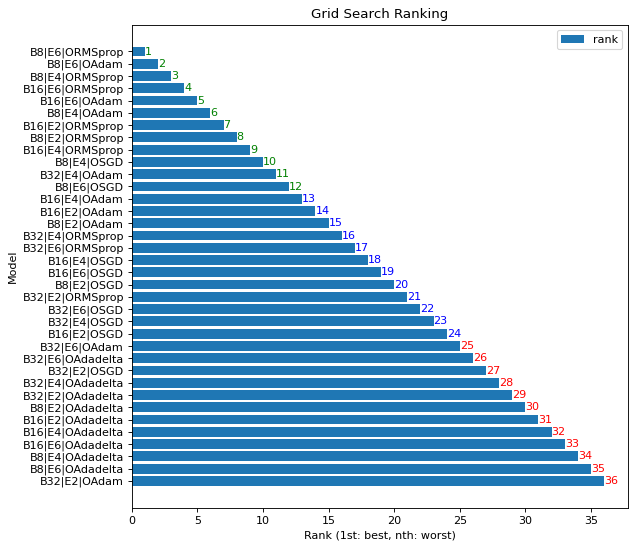 Grid Search Ranking
rank
B8|E6|ORMSprop 1
B8|E6|OAdam 2
B8|E4|ORMSprop 3
B16|E6|ORMSprop 4
B16|E6|OAdam 5
B8|E4|OAdam 6
B16|E2|ORMSprop 7
B8|E2|ORMSprop 8
B16|E4|ORMSprop 9
B8|E4|OSGD 10
B32|E4|OAdam 11
B8|E6|OSGD 12
B16|E4|OAdam 13
B16|E2|OAdam 14
B8|E2|OAdam 15
B32|E4|ORMSprop 16
B32|E6|ORMSprop 17
B16|E4|OSGD 18
B16|E6|OSGD 19
B8|E2|OSGD 20
B32|E2|ORMSprop 21
B32|E6|OSGD 22
B32|E4|OSGD 23
B16|E2|OSGD 24
B32|E6|OAdam 25
B32|E6|OAdadelta 26
B32|E2|OSGD 27
B32|E4|OAdadelta 28
B32|E2|OAdadelta 29
B8|E2|OAdadelta 30
B16|E2|OAdadelta 31
B16|E4|OAdadelta 32
B16|E6|OAdadelta 33
B8|E4|OAdadelta 34
B8|E6|OAdadelta 35
B32|E2|OAdam 36
Model
0 5 10 15 20 25 30 35
Rank (1st: best, nth: worst)